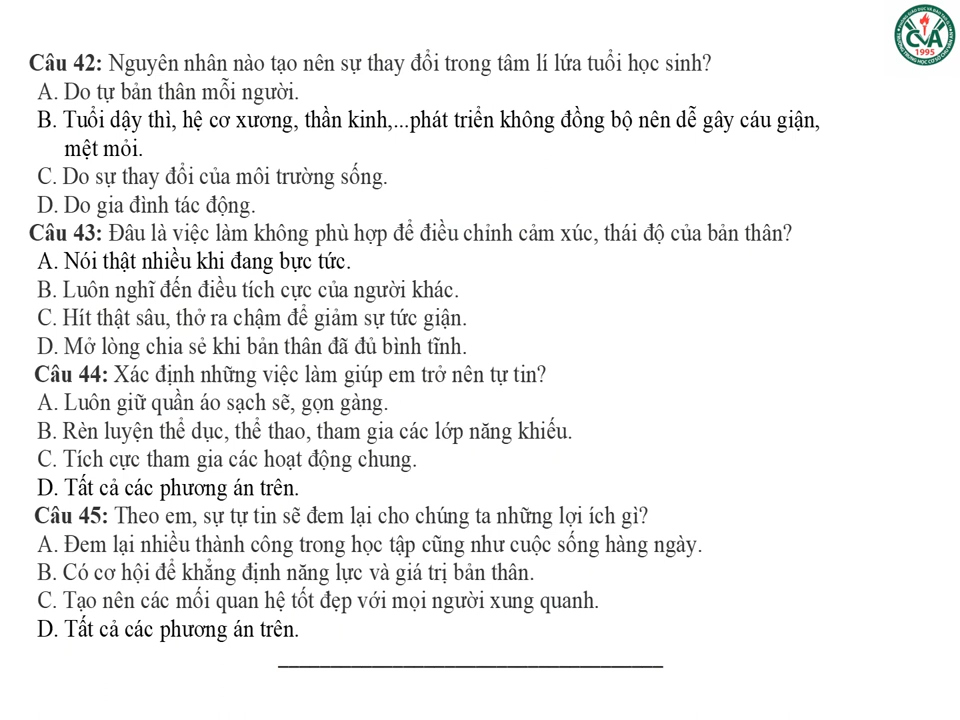 CVA
1995
Câu 42: Nguyên nhân nào tạo nên sự thay đổi trong tâm lí lứa tuổi học sinh?
A. Do tự bản thân mỗi người.
B. Tuổi dậy thì, hệ cơ xương, thần kinh,...phát triển không đồng bộ nên dễ gây cáu giận,
mệt mỏi.
C. Do sự thay đổi của môi trường sống.
D. Do gia đình tác động.
Câu 43: Đâu là việc làm không phù hợp để điều chỉnh cảm xúc, thái độ của bản thân?
A. Nói thật nhiều khi đang bực tức.
B. Luôn nghĩ đến điều tích cực của người khác.
C. Hít thật sâu, thở ra chậm để giảm sự tức giận.
D. Mở lòng chia sẻ khi bản thân đã đủ bình tĩnh.
Câu 44: Xác định những việc làm giúp em trở nên tự tin?
A. Luôn giữ quần áo sạch sẽ, gọn gàng.
B. Rèn luyện thể dục, thể thao, tham gia các lớp năng khiếu.
C. Tích cực tham gia các hoạt động chung.
D. Tất cả các phương án trên.
Câu 45: Theo em, sự tự tin sẽ đem lại cho chúng ta những lợi ích gì?
A. Đem lại nhiều thành công trong học tập cũng như cuộc sống hàng ngày.
B. Có cơ hội để khẳng định năng lực và giá trị bản thân.
C. Tạo nên các mối quan hệ tốt đẹp với mọi người xung quanh.
D. Tất cả các phương án trên.